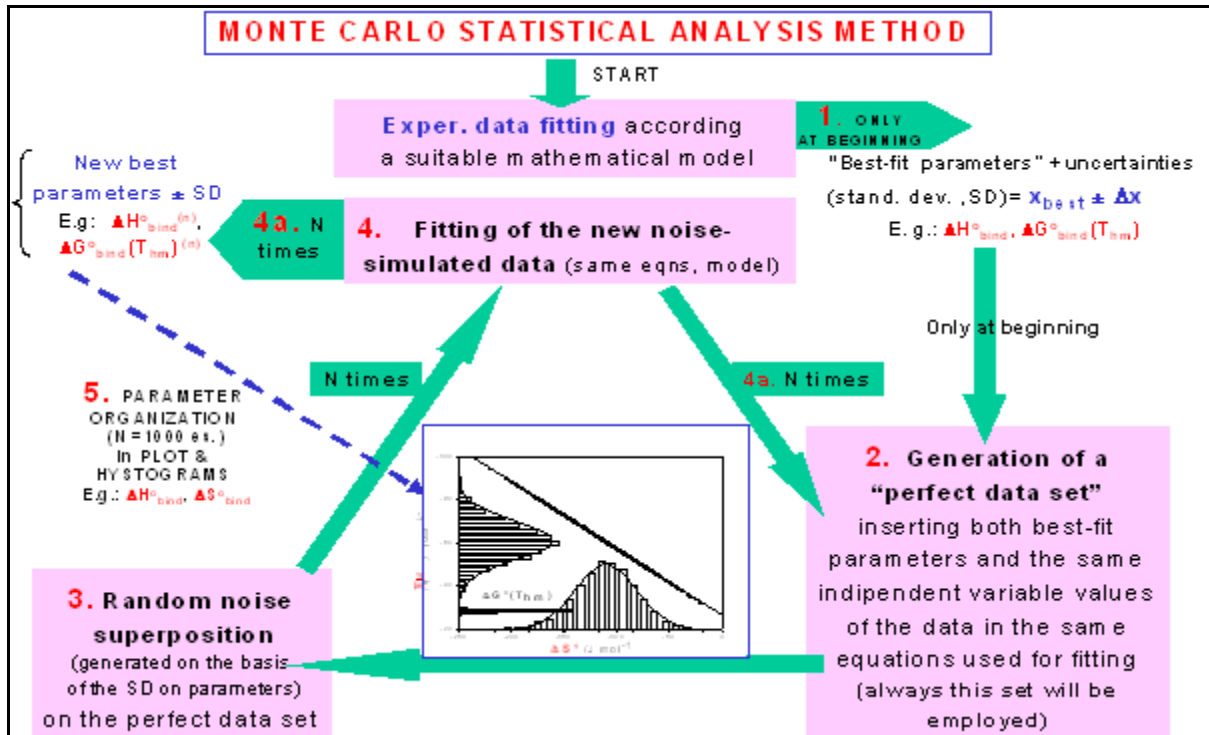 MONTE CARLO STATISTICAL ANALYSIS METHOD
START
Exper. data fitting according
a suitable mathematical model
1. ONLY
AT BEGINNING
"Best-fit parameters" + uncertainties
(stand. dev. ,SD)= x_best ± Δx
E. g.: ΔH°bind, ΔG°bind(Thm)
Only at beginning
New best
parameters ± SD
E.g: ΔH°bind(n),
ΔG°bind(Thm)(n)
4a. N
times
4. Fitting of the new noise-
simulated data (same eqns, model)
N times
4a. N times
5. PARAMETER
ORGANIZATION
(N = 1000 es.)
In PLOT &
HYSTOGRAMS
E.g.: ΔH°bind, ΔS°bind
2. Generation of a
“perfect data set”
inserting both best-fit
parameters and the same
indipendent variable values
of the data in the same
equations used for fitting
(always this set will be
employed)
3. Random noise
superposition
(generated on the basis
of the SD on parameters)
on the perfect data set
ΔG°(Thm)
ΔS° /J mol⁻¹